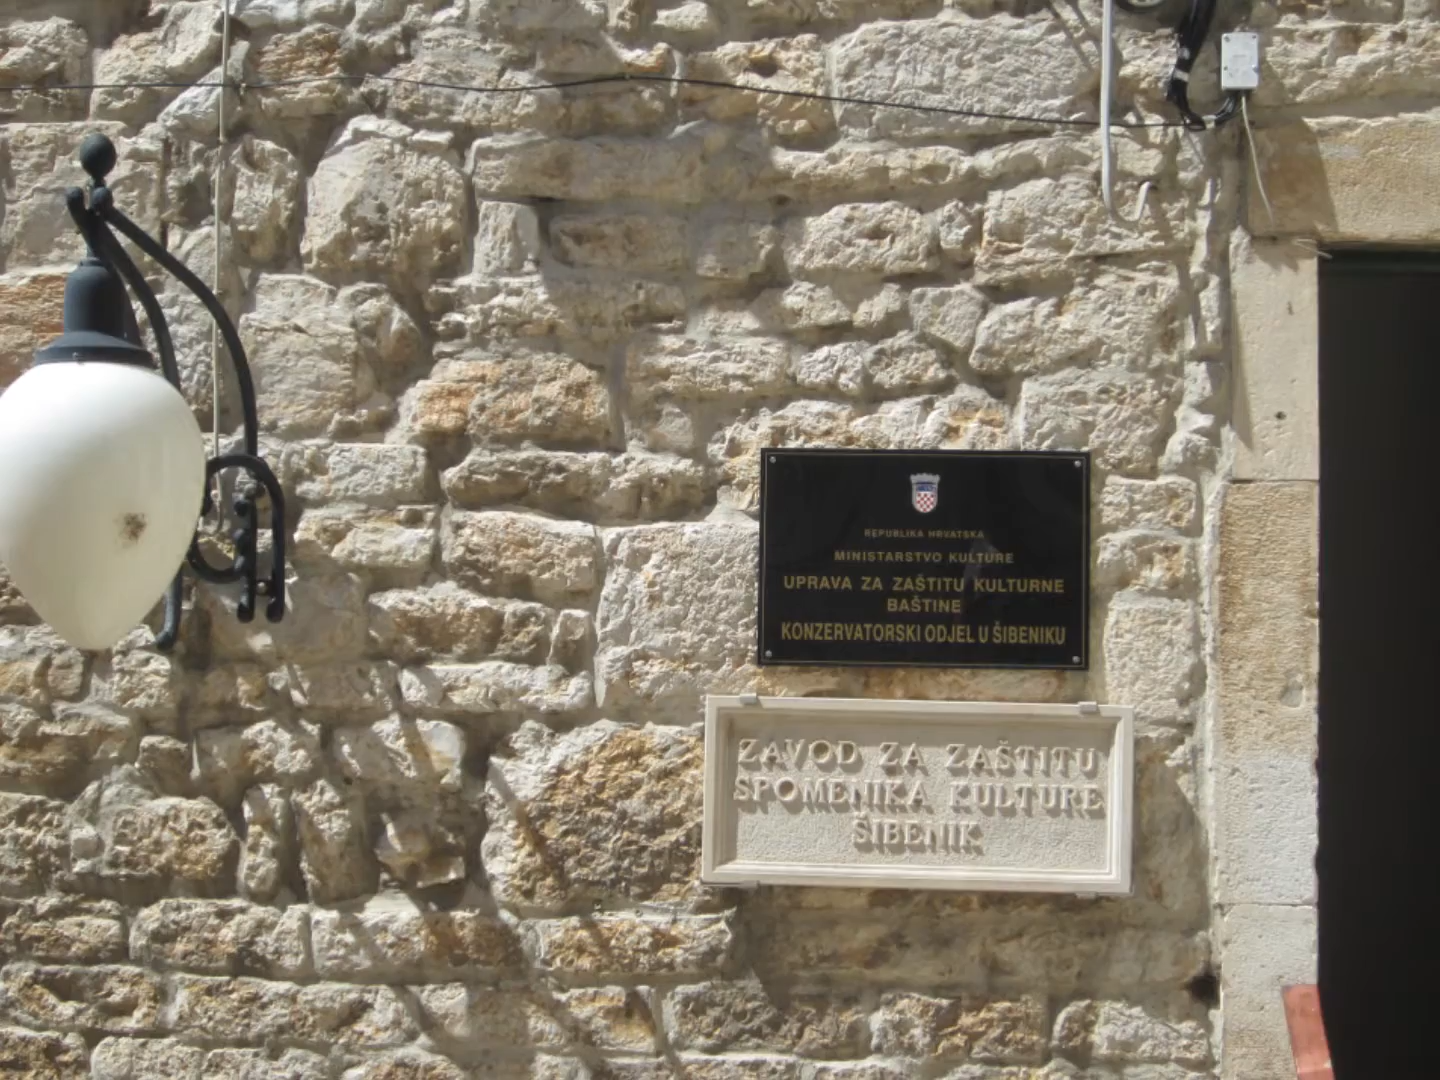 REPUBLIKA HRVATSKA
MINISTARSTVO KULTURE
UPRAVA ZA ZAŠTITU KULTURNE
BAŠTINE
KONZERVATORSKI ODJEL U ŠIBENIKU
ZAVOD ZA ZAŠTITU
SPOMENIKA KULTURE
ŠIBENIK